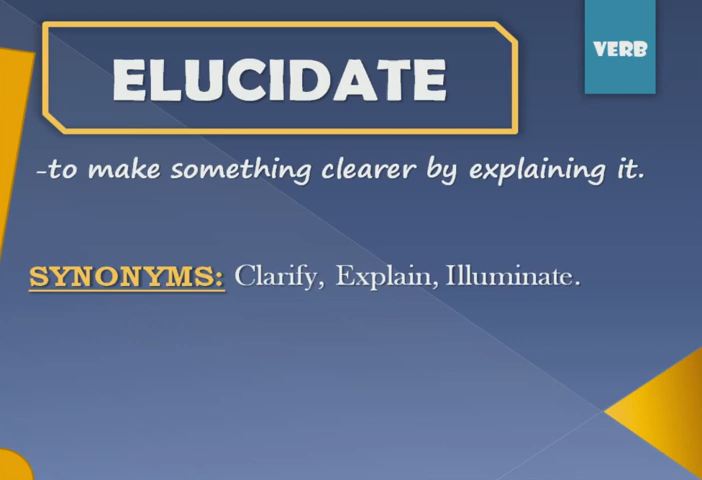 ELUCIDATE
VERB
-to make something clearer by explaining it.
SYNONYMS: Clarify, Explain, Illuminate.